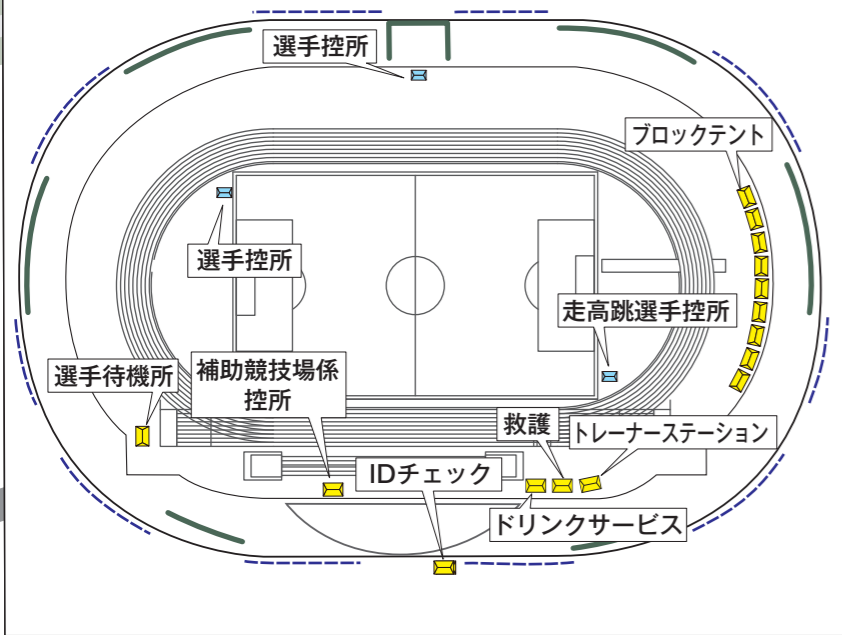 選手控所
ブロックテント
選手控所
走高跳選手控所
選手待機所
補助競技場係
控所
救護
トレーナーステーション
IDチェック
ドリンクサービス